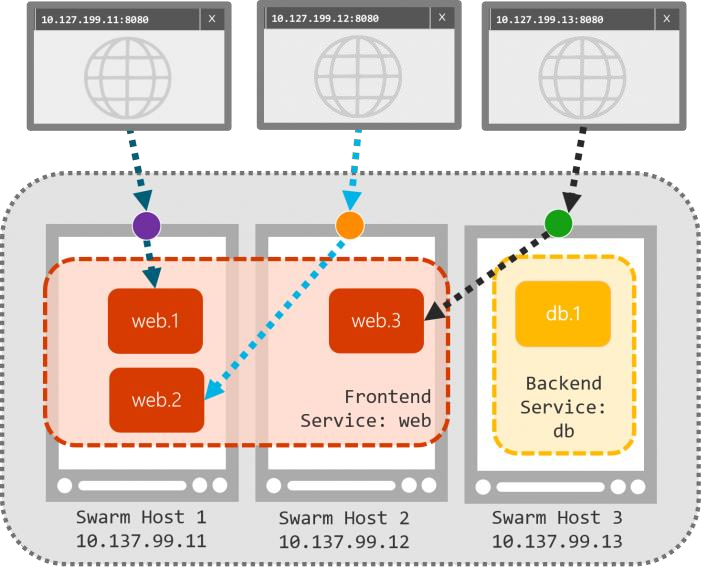 10.127.199.11:8080 X
10.127.199.12:8080 X
10.127.199.13:8080 X
web.1
web.2
web.3
db.1
Frontend
Service: web
Backend
Service:
db
Swarm Host 1
10.137.99.11
Swarm Host 2
10.137.99.12
Swarm Host 3
10.137.99.13